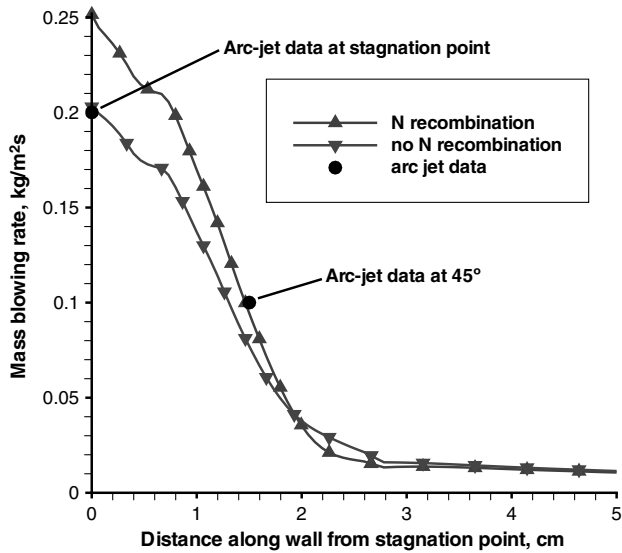 0.25
0.2
0.15
0.1
0.05
0
Mass blowing rate, kg/m²s
Arc-jet data at stagnation point
N recombination
no N recombination
arc jet data
Arc-jet data at 45°
0 1 2 3 4 5
Distance along wall from stagnation point, cm